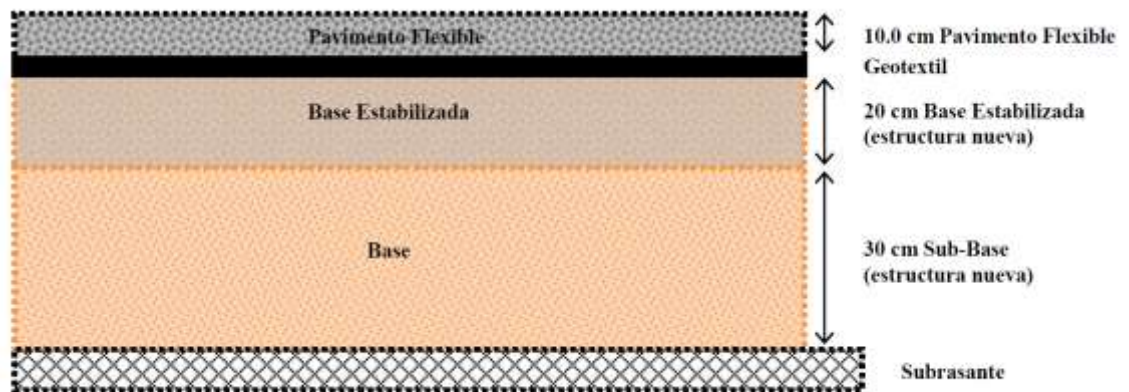 Pavimento Flexible
10.0 cm Pavimento Flexible
Geotextil
Base Estabilizada
20 cm Base Estabilizada
(estructura nueva)
Base
30 cm Sub-Base
(estructura nueva)
Subrasante